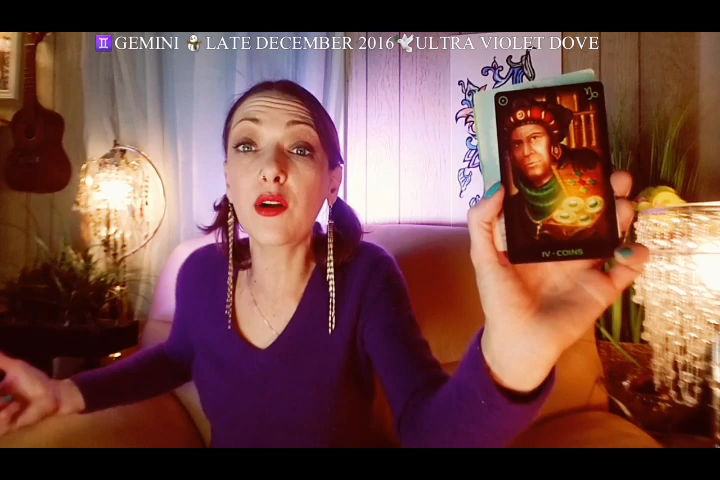 ♊GEMINI ⛄LATE DECEMBER 2016🕊ULTRA VIOLET DOVE
IV · COINS